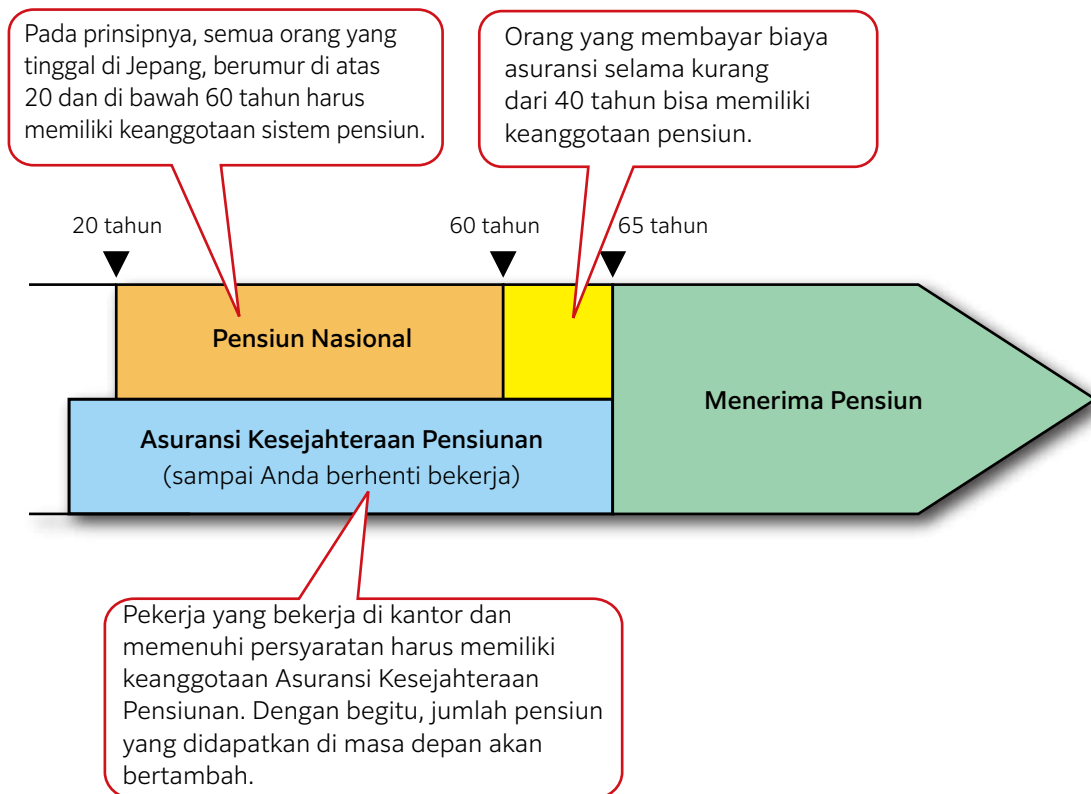 Pada prinsipnya, semua orang yang
tinggal di Jepang, berumur di atas
20 dan di bawah 60 tahun harus
memiliki keanggotaan sistem pensiun.
Orang yang membayar biaya
asuransi selama kurang
dari 40 tahun bisa memiliki
keanggotaan pensiun.
20 tahun
60 tahun
65 tahun
Pensiun Nasional
Menerima Pensiun
Asuransi Kesejahteraan Pensiunan
(sampai Anda berhenti bekerja)
Pekerja yang bekerja di kantor dan
memenuhi persyaratan harus memiliki
keanggotaan Asuransi Kesejahteraan
Pensiunan. Dengan begitu, jumlah pensiun
yang didapatkan di masa depan akan
bertambah.